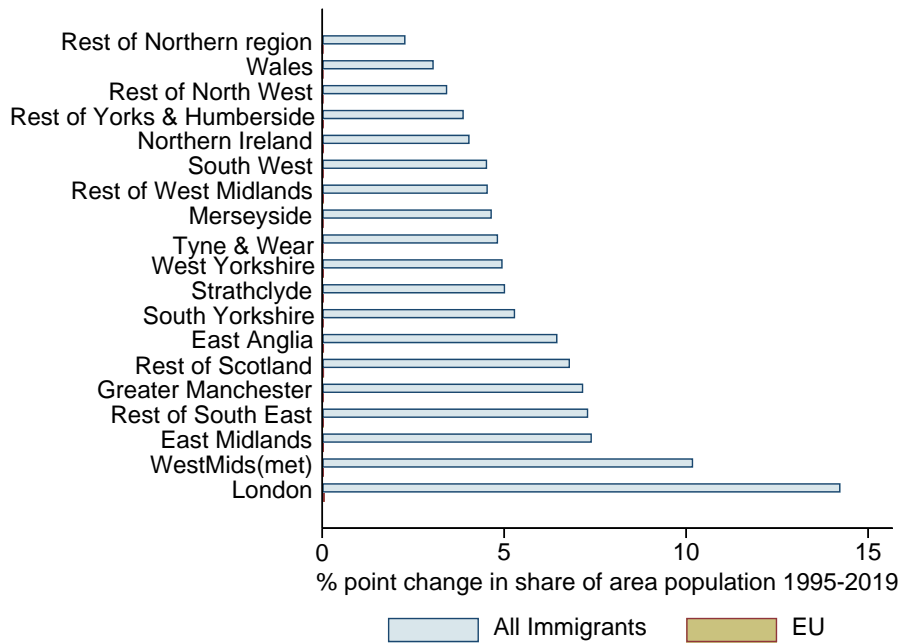 Rest of Northern region
Wales
Rest of North West
Rest of Yorks & Humberside
Northern Ireland
South West
Rest of West Midlands
Merseyside
Tyne & Wear
West Yorkshire
Strathclyde
South Yorkshire
East Anglia
Rest of Scotland
Greater Manchester
Rest of South East
East Midlands
WestMids(met)
London
0 5 10 15
% point change in share of area population 1995-2019
All Immigrants EU